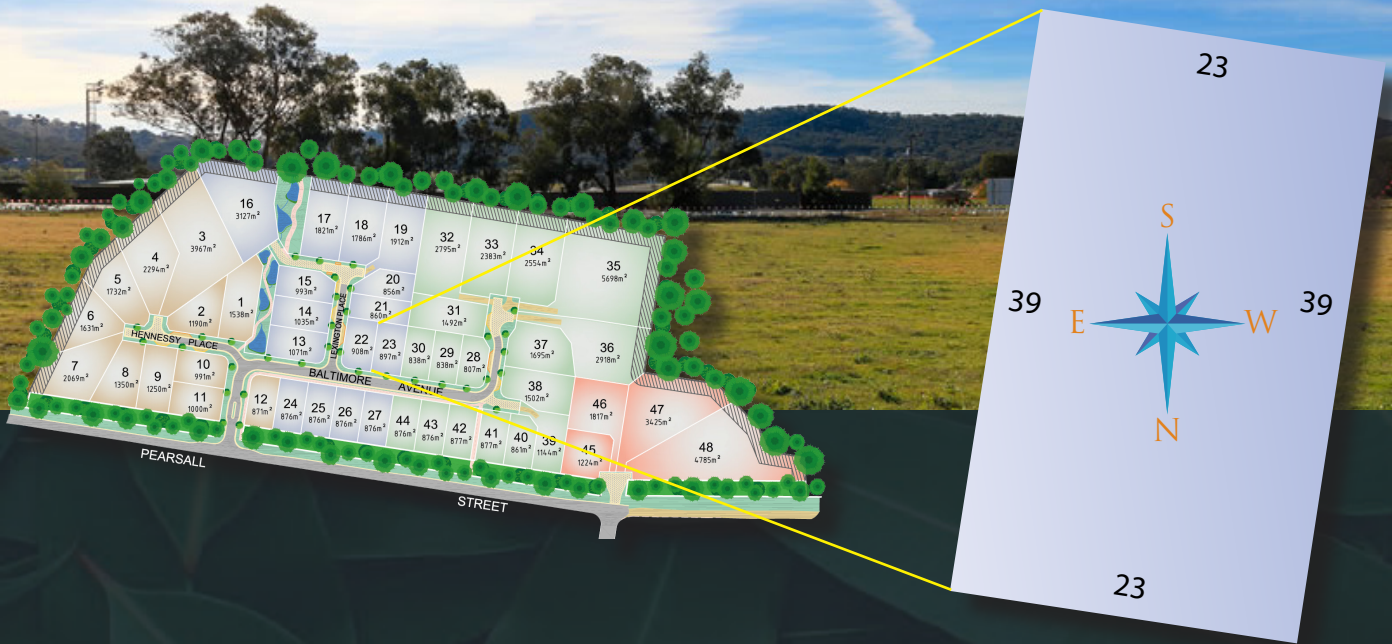 16
3127m²
17
1821m²
18
1786m²
19
1912m²
32
2795m²
33
2383m²
34
2554m²
35
5698m²
3
3967m²
4
2294m²
5
1732m²
6
1631m²
7
2069m²
2
1190m²
1
1538m²
15
993m²
14
1035m²
13
1071m²
20
856m²
21
860m²
22
908m²
23
897m²
30
838m²
29
838m²
28
807m²
31
1492m²
37
1695m²
36
2918m²
38
1502m²
8
1350m²
9
1250m²
10
991m²
11
1000m²
12
871m²
24
876m²
25
876m²
26
876m²
27
876m²
44
876m²
43
876m²
42
877m²
41
877m²
40
861m²
39
1144m²
46
1817m²
45
1224m²
47
3425m²
48
4785m²
HENNESSY PLACE
LEXINGTON PLACE
BALTIMORE AVENUE
PEARSALL STREET
23
S
39
E
W
39
N
23